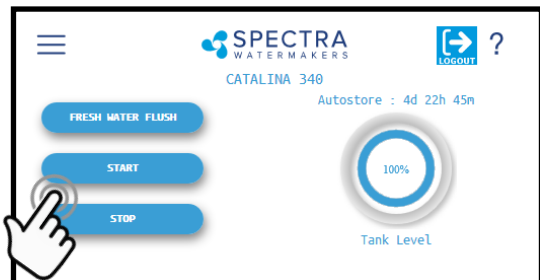 SPECTRA
WATERMAKERS
LOGOUT
?
CATALINA 340
Autostore : 4d 22h 45m
FRESH WATER FLUSH
START
100%
STOP
Tank Level